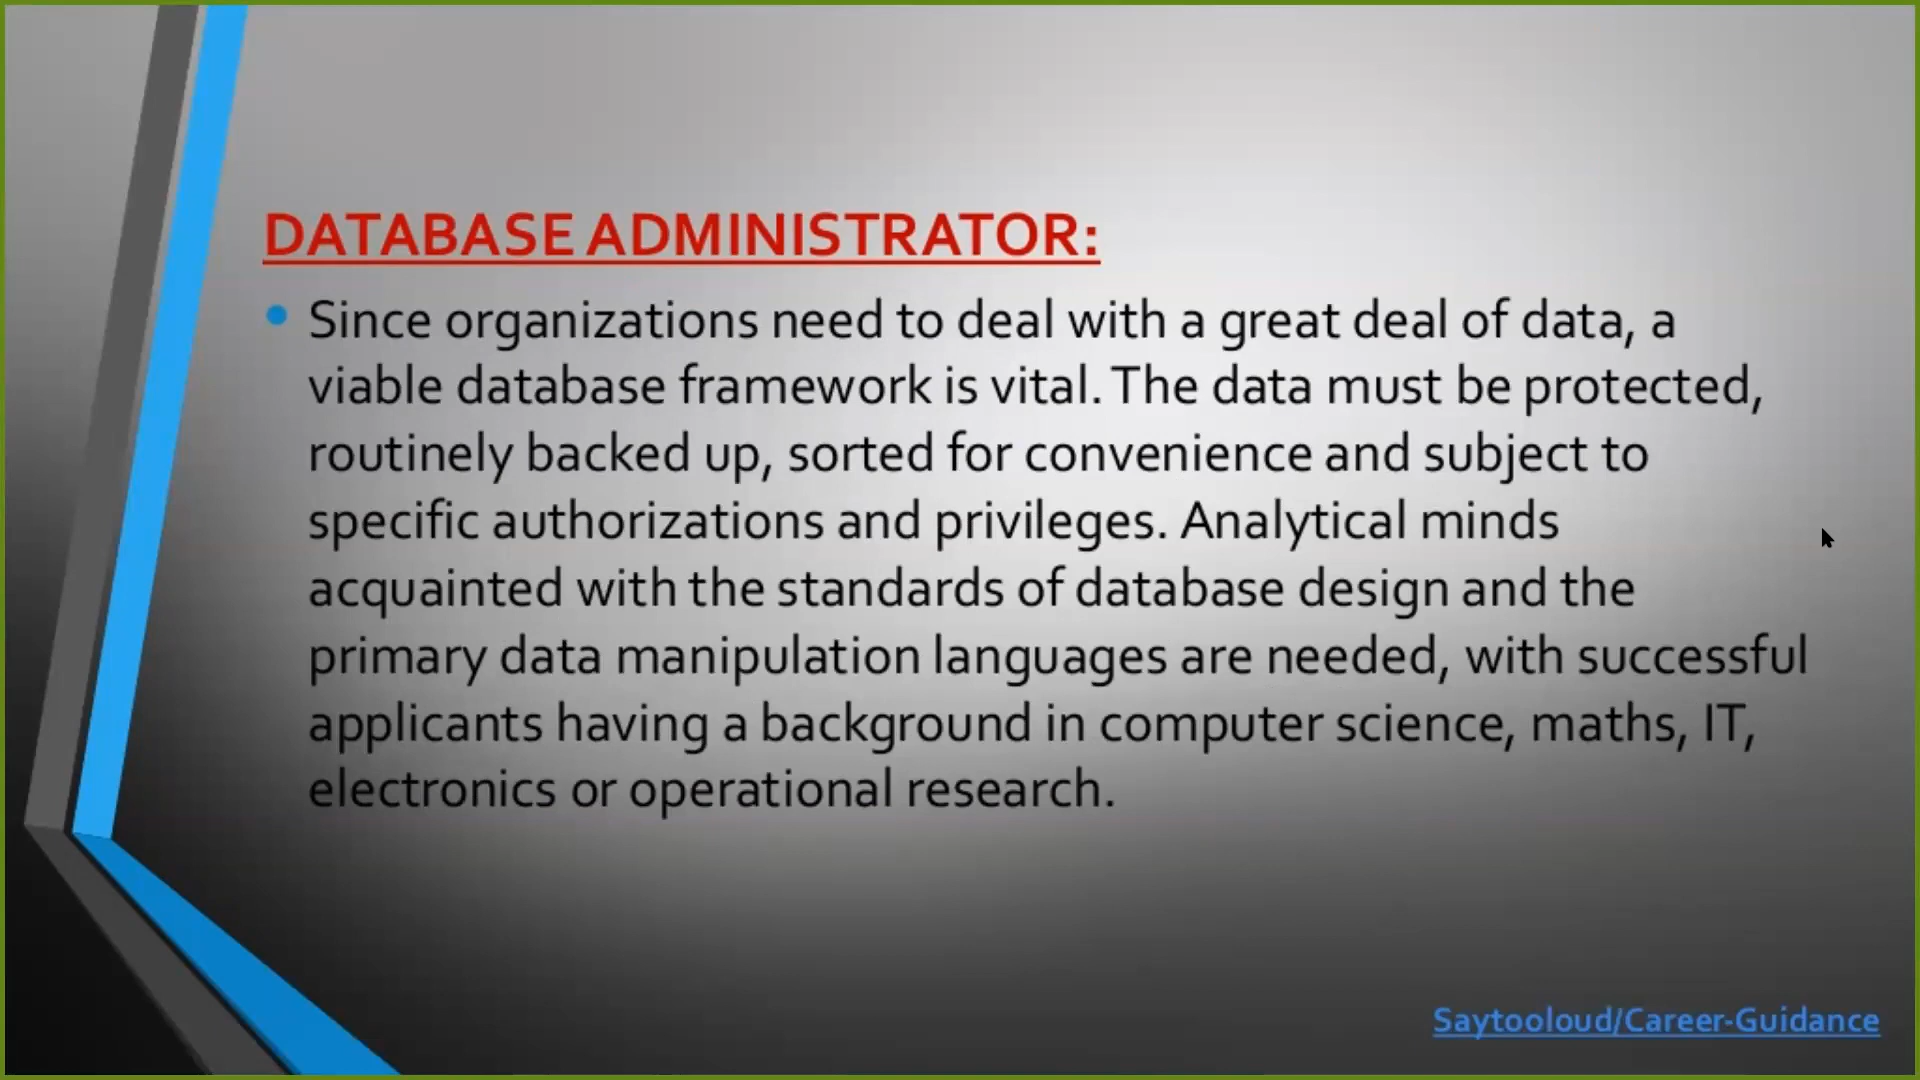 DATABASE ADMINISTRATOR:
• Since organizations need to deal with a great deal of data, a
viable database framework is vital. The data must be protected,
routinely backed up, sorted for convenience and subject to
specific authorizations and privileges. Analytical minds
acquainted with the standards of database design and the
primary data manipulation languages are needed, with successful
applicants having a background in computer science, maths, IT,
electronics or operational research.
Saytooloud/Career-Guidance